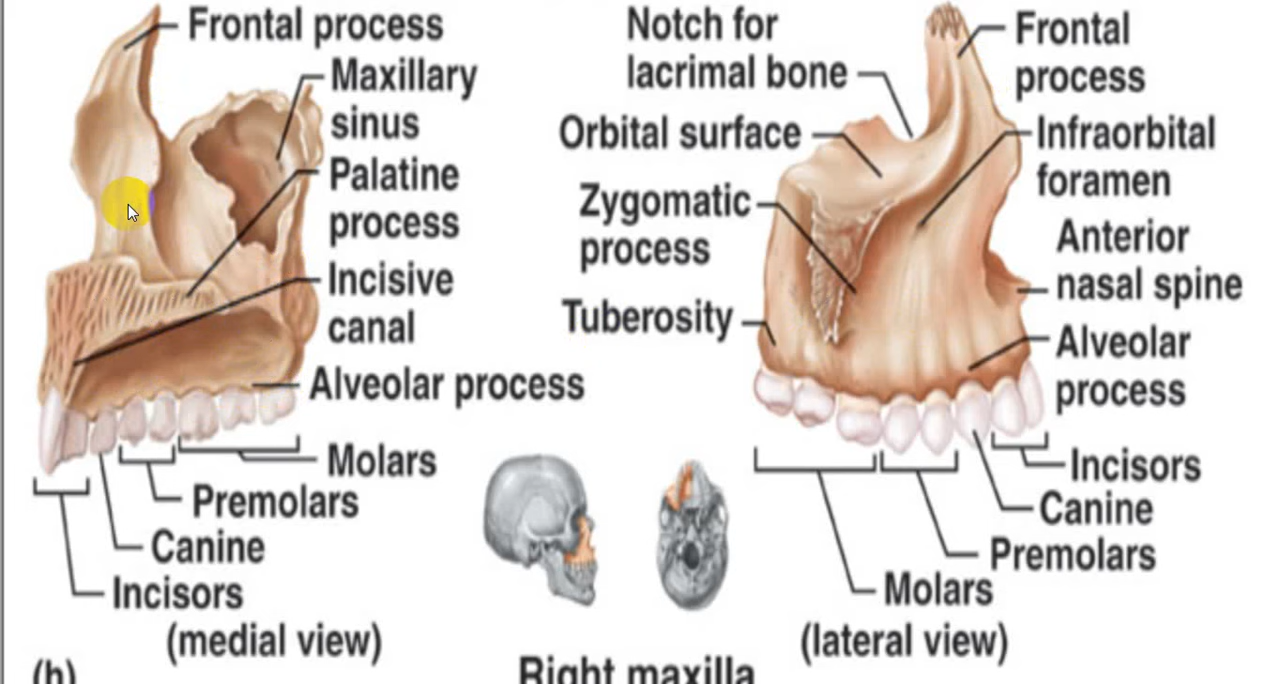 Frontal process
Maxillary
sinus
Palatine
process
Incisive
canal
Alveolar process
Molars
Premolars
Canine
Incisors
(medial view)
Notch for
lacrimal bone
Orbital surface
Zygomatic
process
Tuberosity
Frontal
process
Infraorbital
foramen
Anterior
nasal spine
Alveolar
process
Incisors
Canine
Premolars
Molars
(lateral view)
(h)
Right maxilla